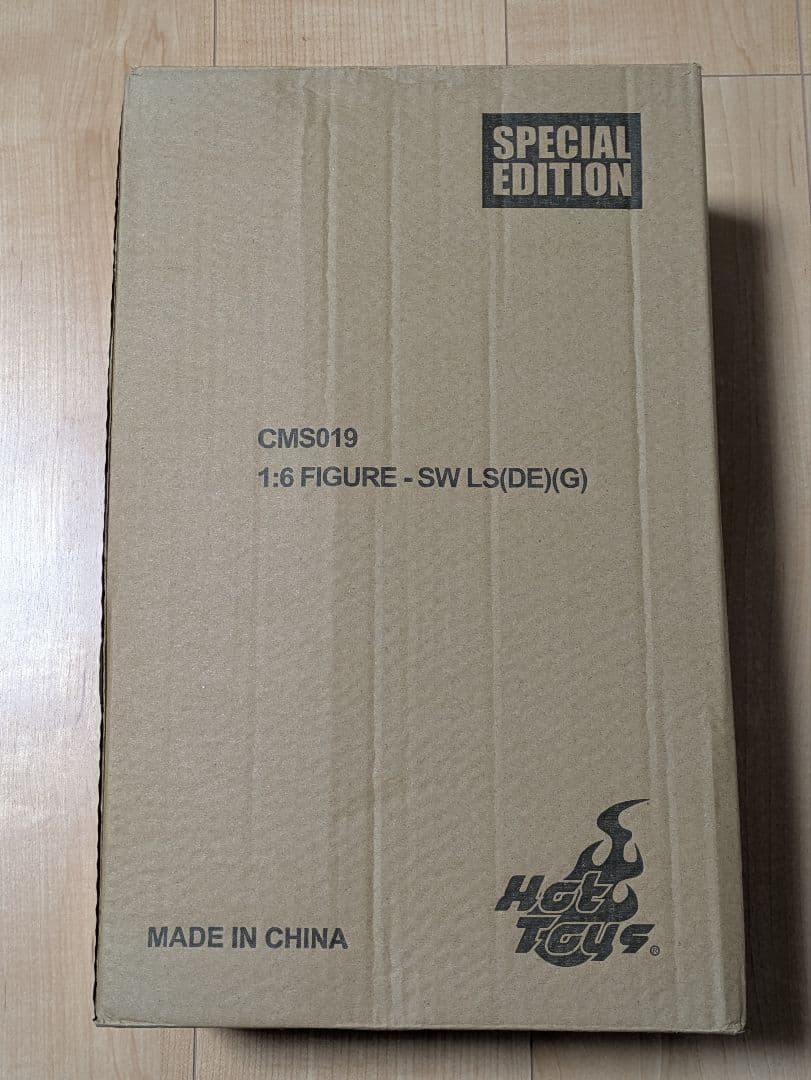 SPECIAL
EDITION
CMS019
1:6 FIGURE - SW LS(DE)(G)
MADE IN CHINA
Hot
Toys®